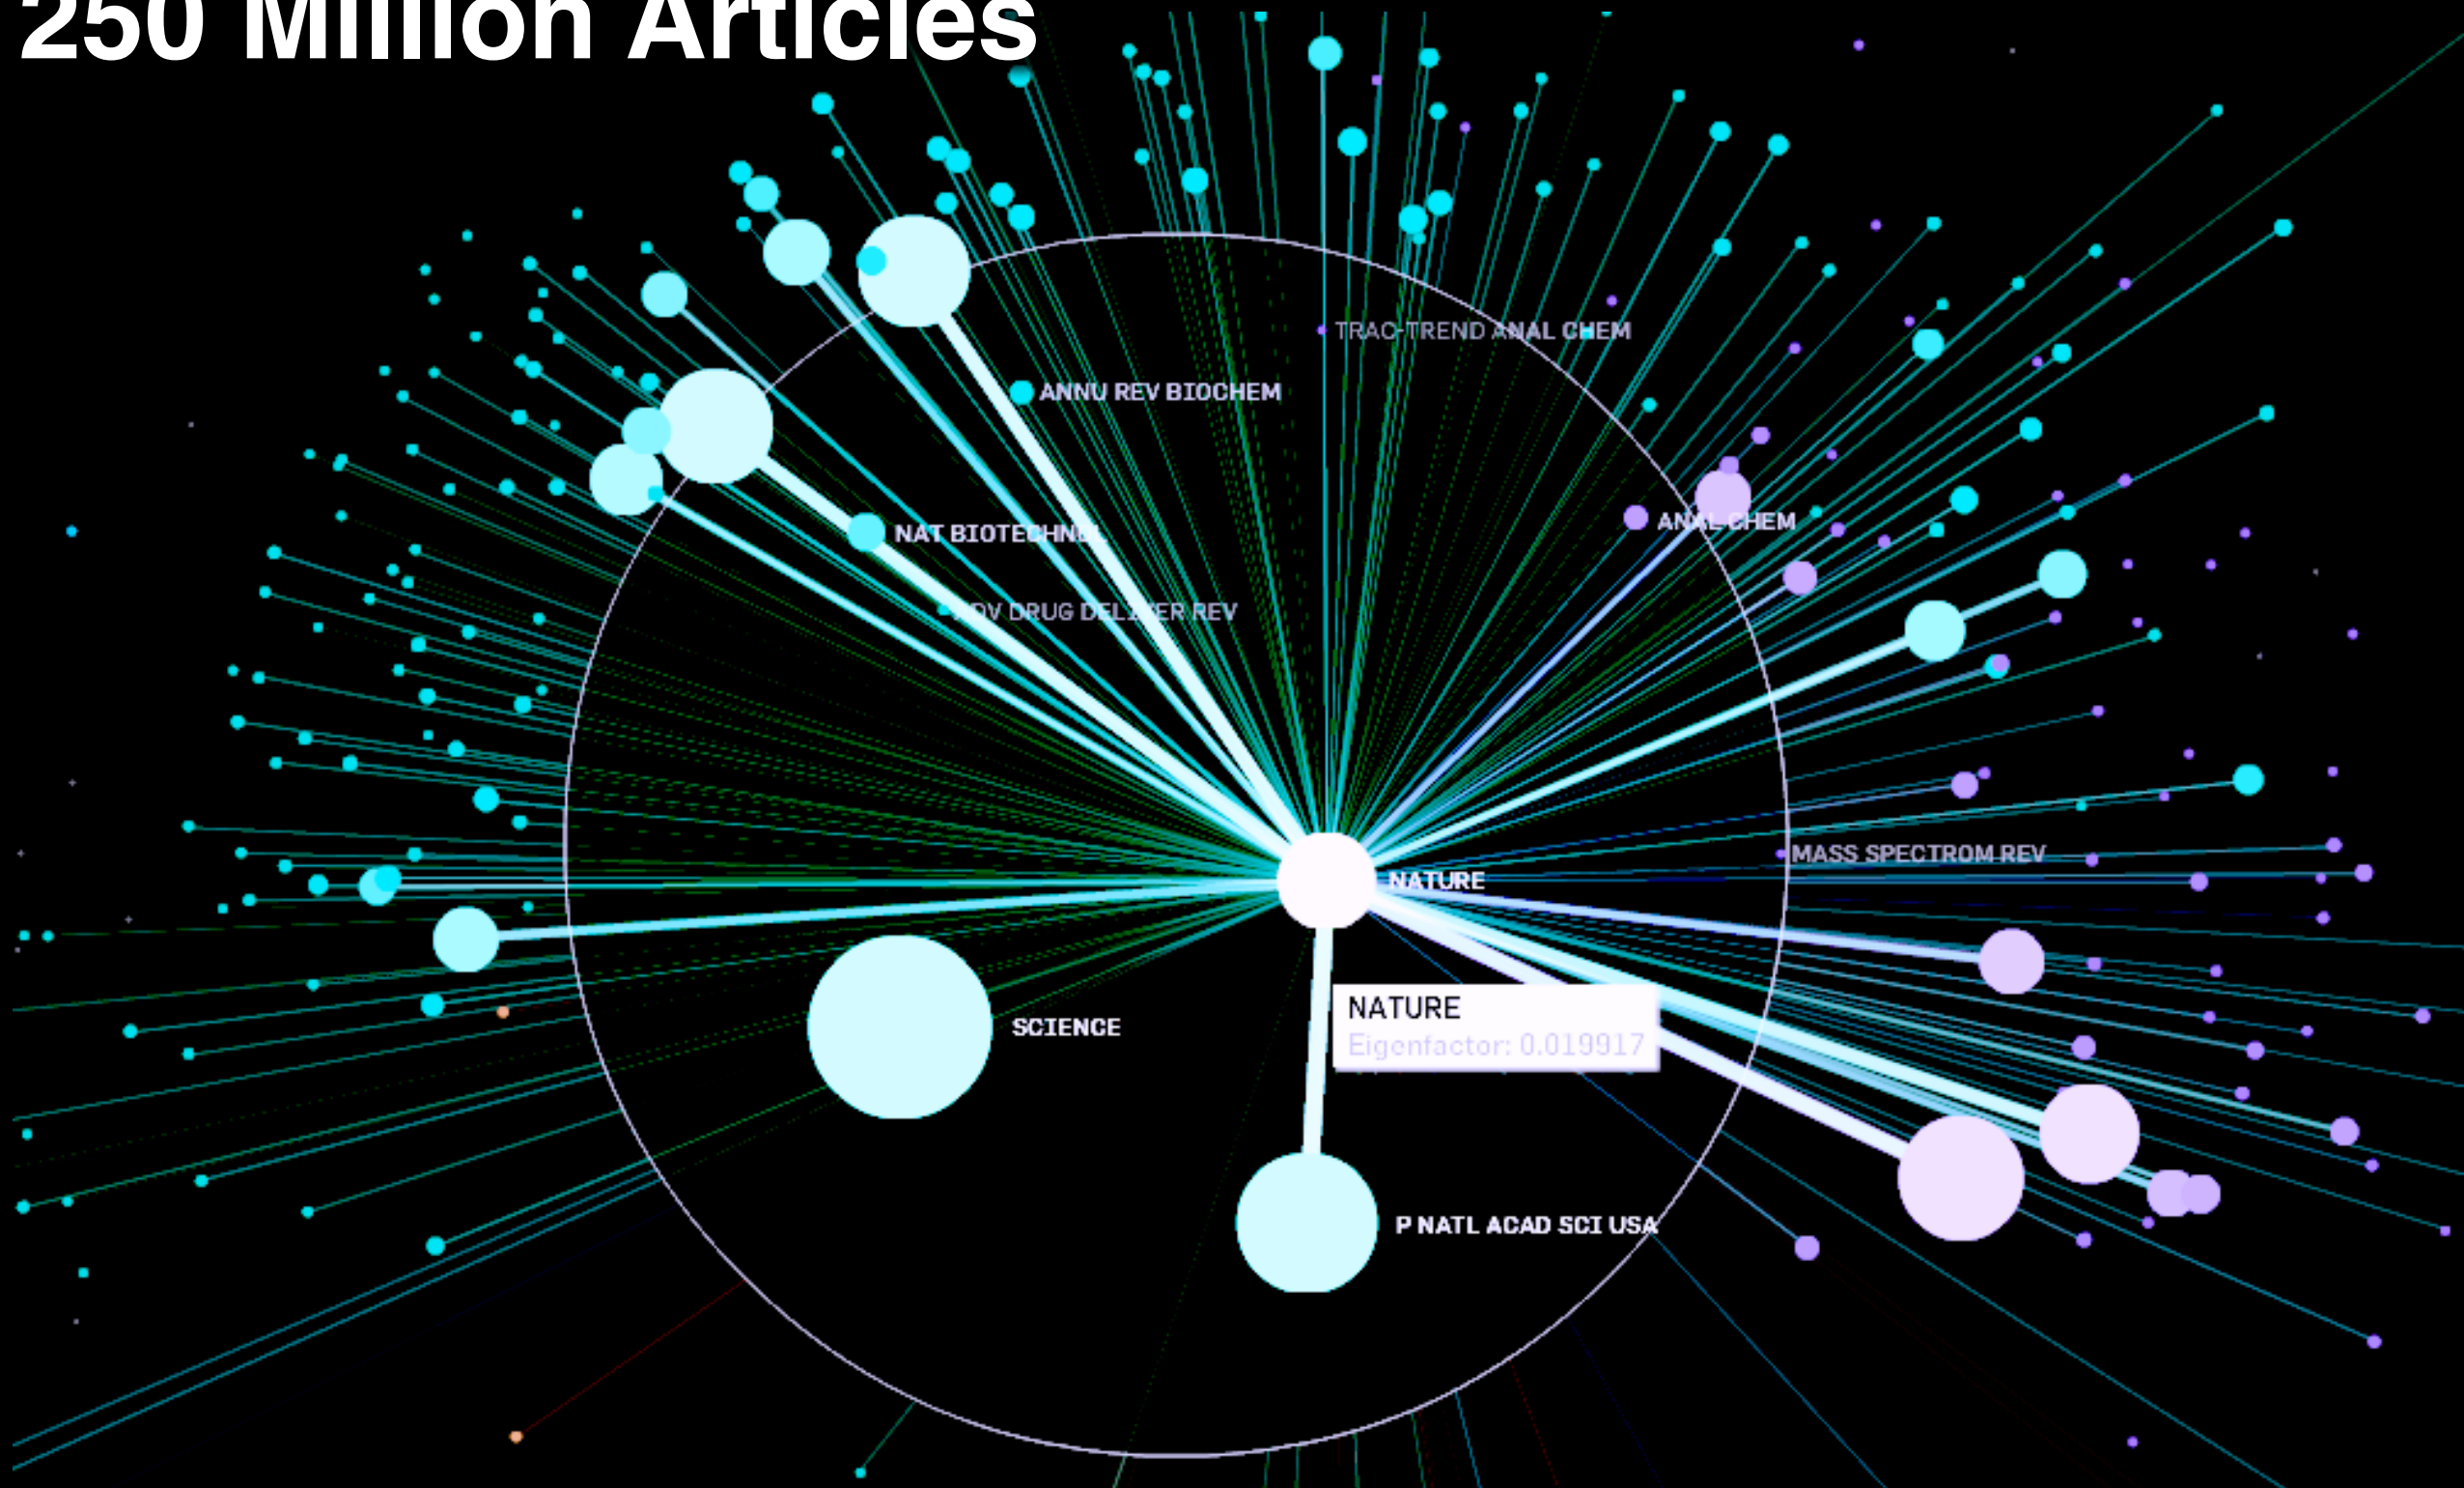 250 Million Articles
TRAC-TREND ANAL CHEM
ANNU REV BIOCHEM
ANAL CHEM
NAT BIOTECHNOL
ADV DRUG DELIVER REV
MASS SPECTROM REV
NATURE
NATURE
Eigenfactor: 0.019917
SCIENCE
P NATL ACAD SCI USA